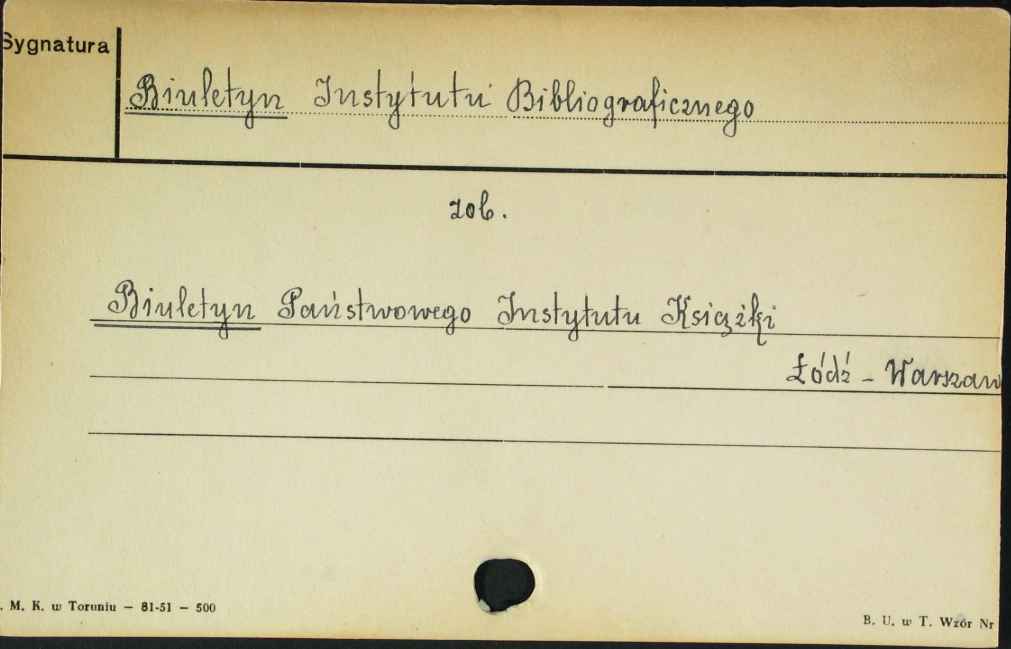 Sygnatura
Biuletyn Instytutu Bibliograficznego
zob.
Biuletyn Państwowego Instytutu Książki
Łódź - Warszaw
. M. K. w Toruniu — 81-51 — 500
B. U. w T. Wzór Nr